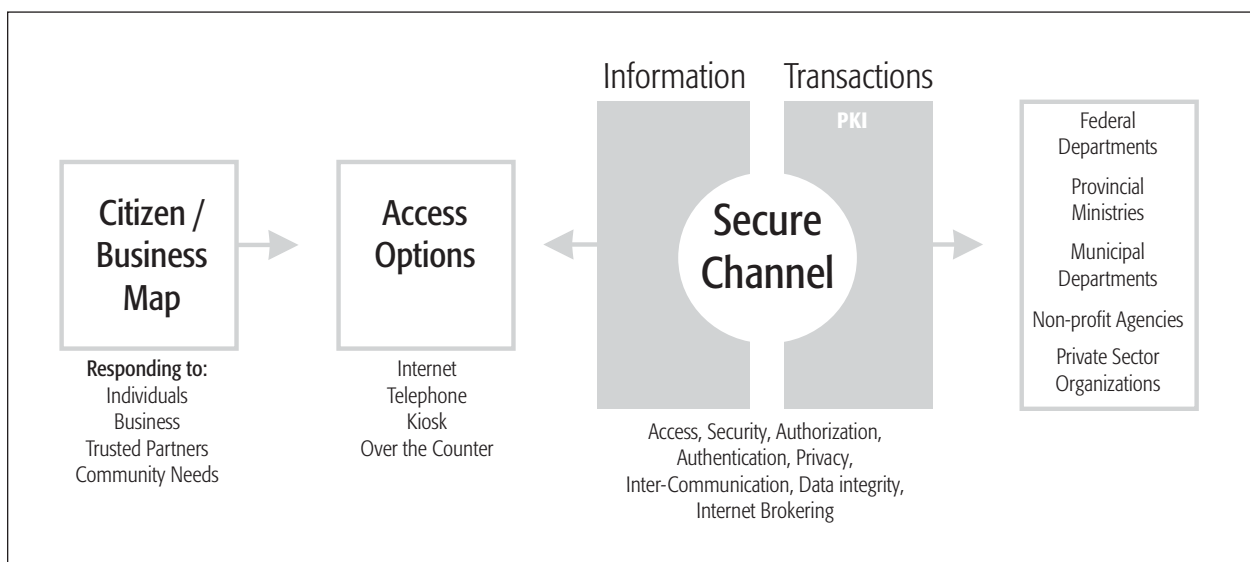 Citizen /
Business
Map
Responding to:
Individuals
Business
Trusted Partners
Community Needs
Access
Options
Internet
Telephone
Kiosk
Over the Counter
Information
Transactions
PKI
Secure
Channel
Access, Security, Authorization,
Authentication, Privacy,
Inter-Communication, Data integrity,
Internet Brokering
Federal
Departments
Provincial
Ministries
Municipal
Departments
Non-profit Agencies
Private Sector
Organizations